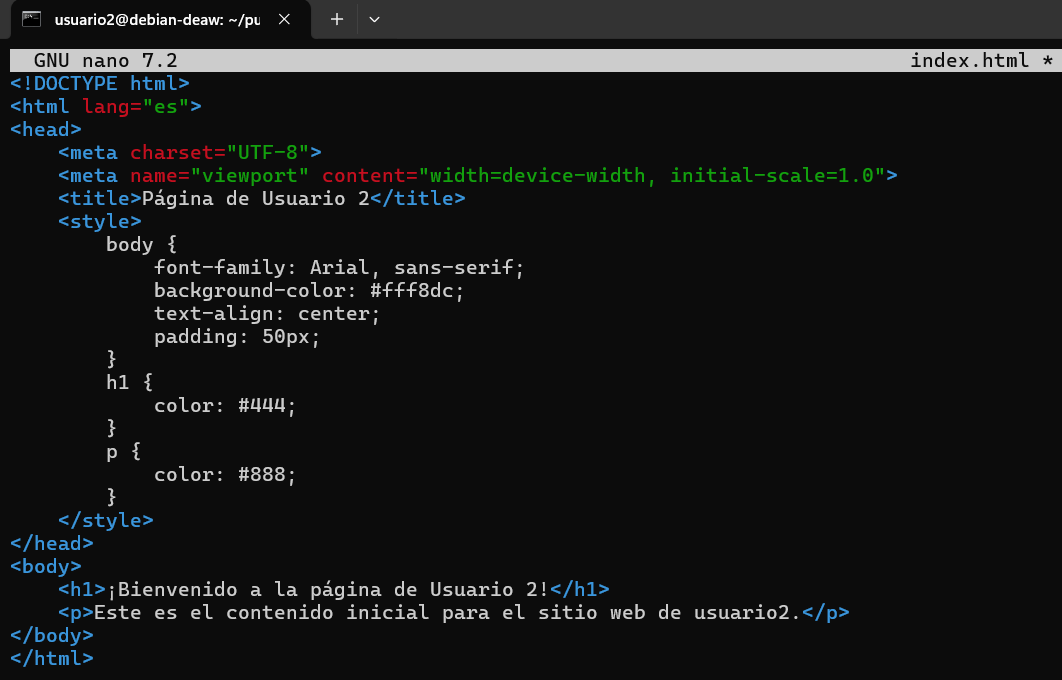 usuario2@debian-deaw: ~/pu
GNU nano 7.2 index.html *
<!DOCTYPE html>
<html lang="es">
<head>
    <meta charset="UTF-8">
    <meta name="viewport" content="width=device-width, initial-scale=1.0">
    <title>Página de Usuario 2</title>
    <style>
        body {
            font-family: Arial, sans-serif;
            background-color: #fff8dc;
            text-align: center;
            padding: 50px;
        }
        h1 {
            color: #444;
        }
        p {
            color: #888;
        }
    </style>
</head>
<body>
    <h1>¡Bienvenido a la página de Usuario 2!</h1>
    <p>Este es el contenido inicial para el sitio web de usuario2.</p>
</body>
</html>